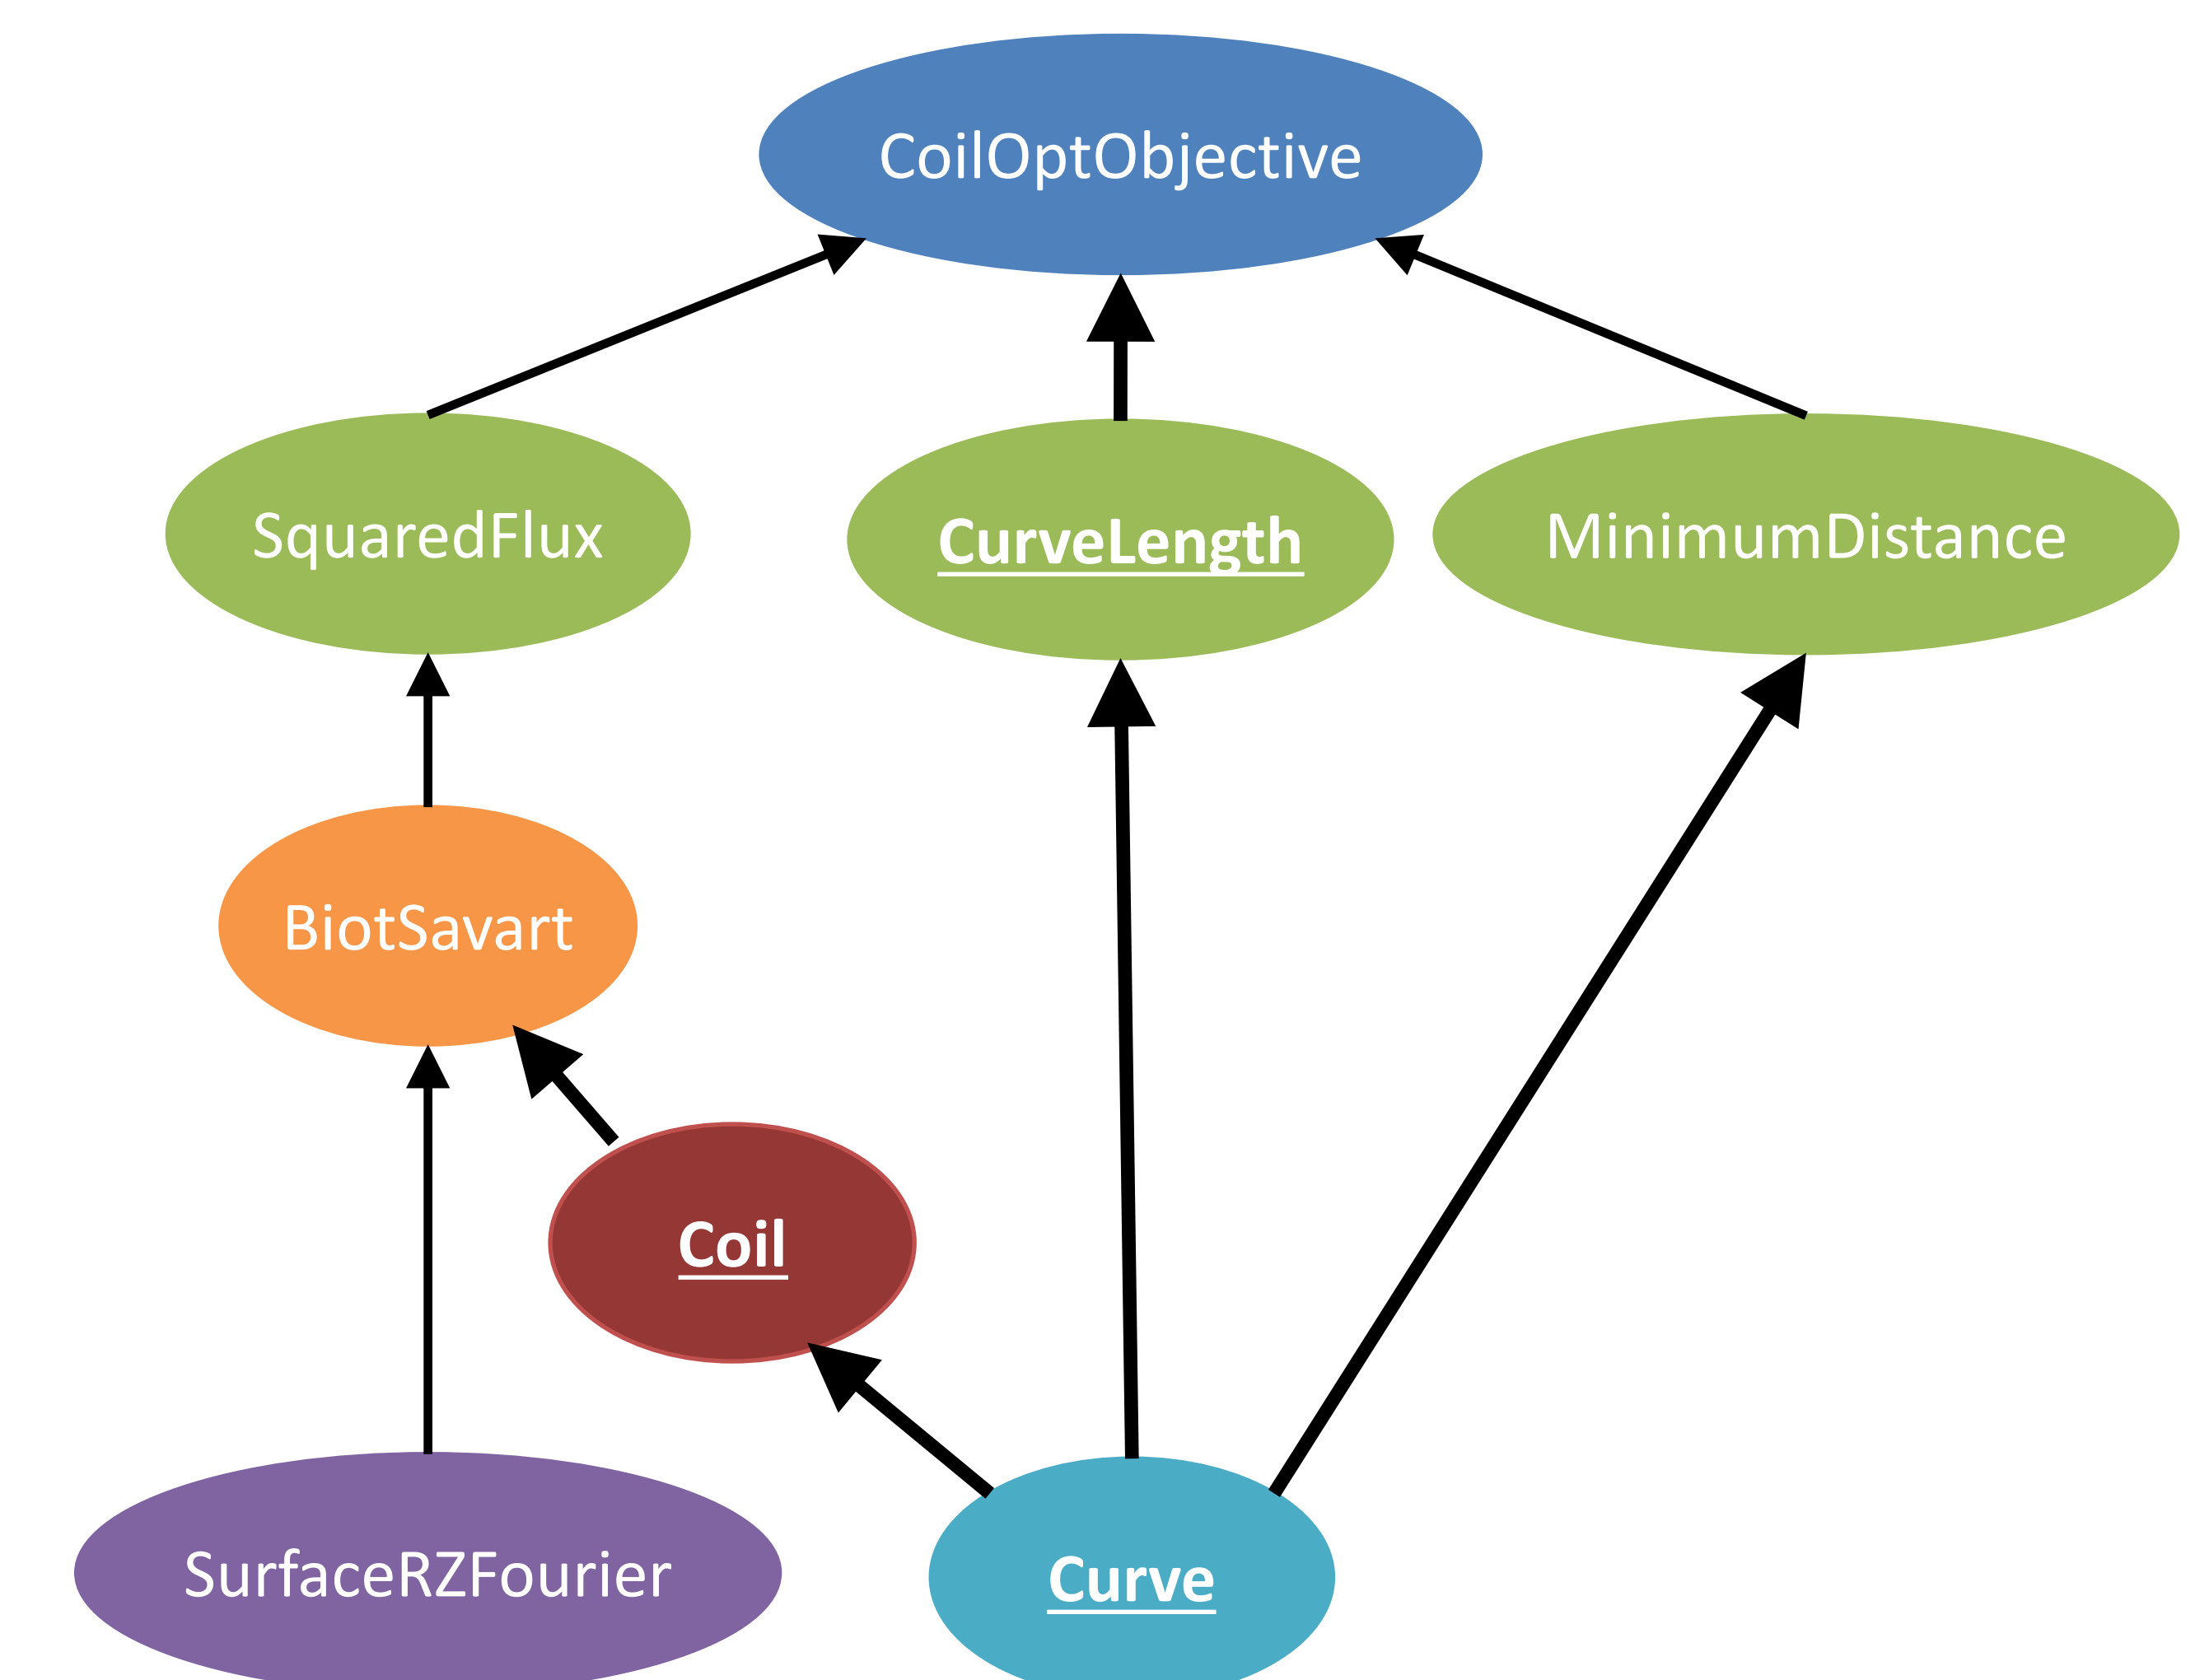 CoilOptObjective
SquaredFlux
CurveLength
MinimumDistance
BiotSavart
Coil
SurfaceRZFourier
Curve